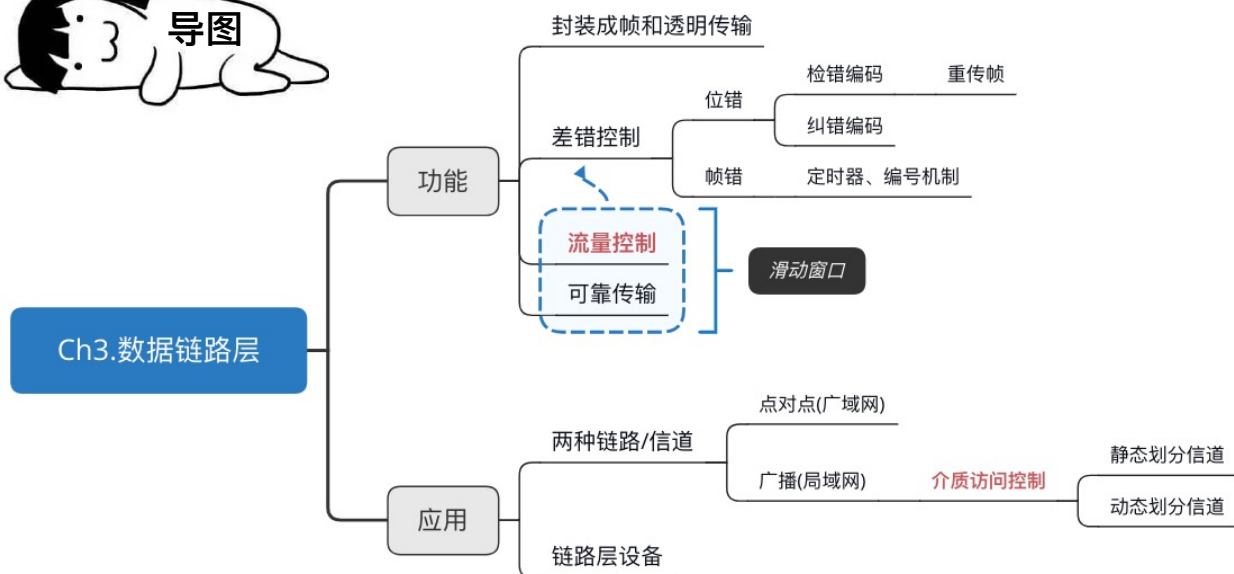 导图
封装成帧和透明传输
检错编码
重传帧
位错
纠错编码
差错控制
帧错
定时器、编号机制
功能
流量控制
滑动窗口
可靠传输
Ch3.数据链路层
点对点(广域网)
两种链路/信道
静态划分信道
广播(局域网)
介质访问控制
动态划分信道
应用
链路层设备